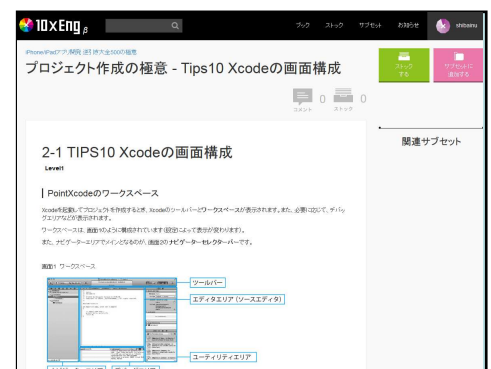 10xEng β
ブック ストック サブセット お知らせ shibainu
iPhone/iPadアプリ開発 逆引き大全500の極意
プロジェクト作成の極意 - Tips10 Xcodeの画面構成
ストック
する
サブセットに
追加する
0 0
コメント ストック
関連サブセット
2-1 TIPS10 Xcodeの画面構成
Level1
PointXcodeのワークスペース
Xcodeを起動してプロジェクトを作成するとき、Xcodeのツールバーとワークスペースが表示されます。また、必要に応じて、デバッ
グエリアなどが表示されます。
ワークスペースは、画面1のように構成されています(設定によって表示が変わります)。
また、ナビゲーターエリアでメインとなるのが、(画面2)のナビゲーターセレクターバーです。
画面1 ワークスペース
ツールバー
エディタエリア (ソースエディタ)
ユーティリティエリア